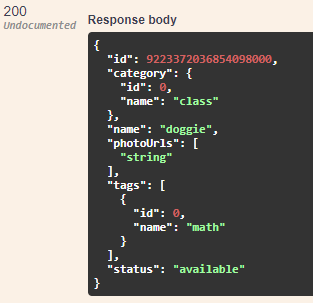 200
Undocumented
Response body
{
  "id": 9223372036854098000,
  "category": {
    "id": 0,
    "name": "class"
  },
  "name": "doggie",
  "photoUrls": [
    "string"
  ],
  "tags": [
    {
      "id": 0,
      "name": "math"
    }
  ],
  "status": "available"
}